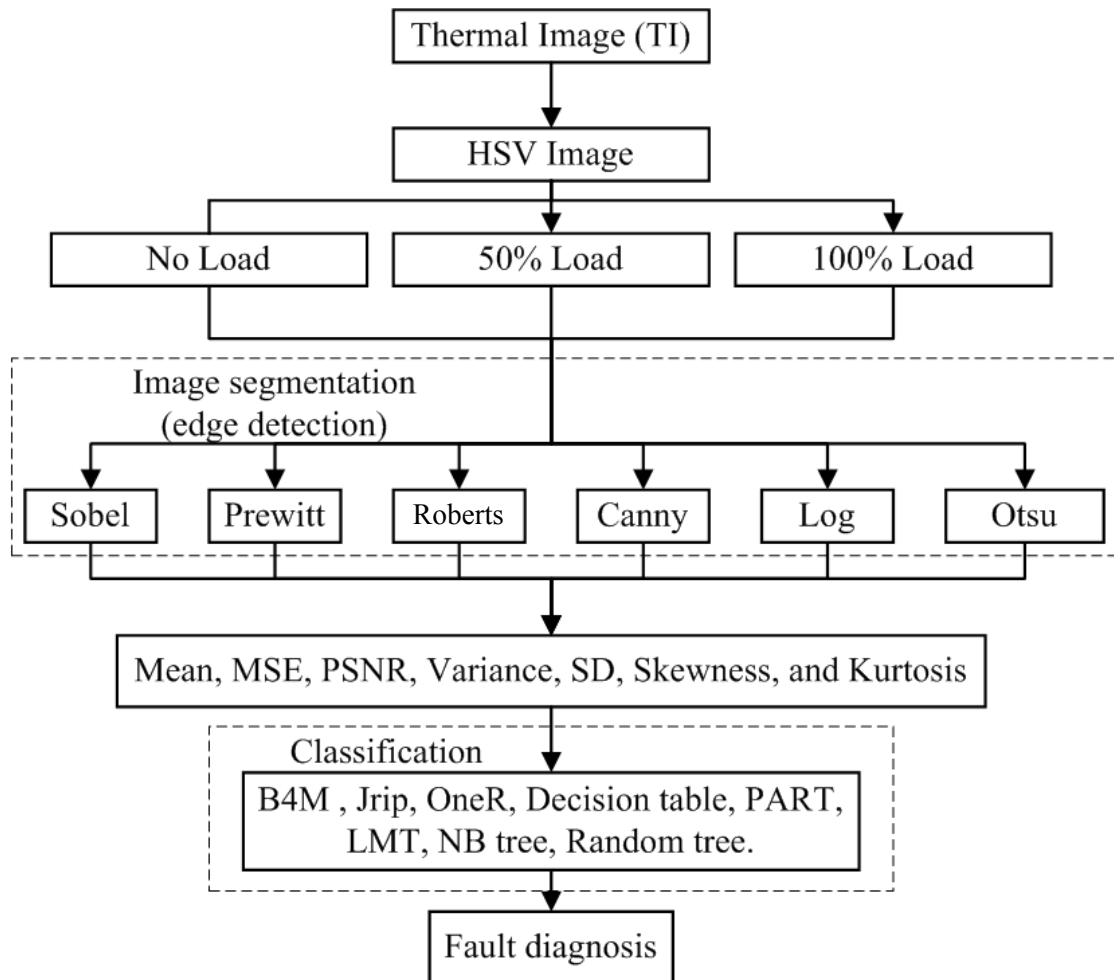 Thermal Image (TI)
HSV Image
No Load
50% Load
100% Load
Image segmentation
(edge detection)
Sobel
Prewitt
Roberts
Canny
Log
Otsu
Mean, MSE, PSNR, Variance, SD, Skewness, and Kurtosis
Classification
B4M , Jrip, OneR, Decision table, PART,
LMT, NB tree, Random tree.
Fault diagnosis